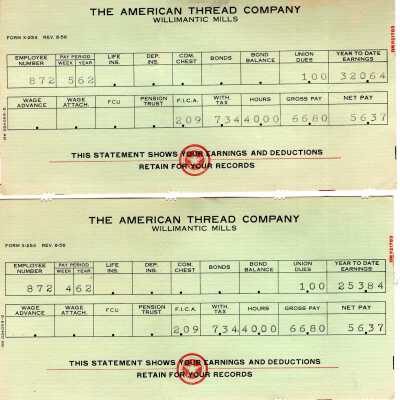 THE AMERICAN THREAD COMPANY
WILLIMANTIC MILLS
FORM X-254 REV. 8-56
EMPLOYEE NUMBER PAY PERIOD WEEK YEAR LIFE INS. DEP. INS. COM. CHEST BONDS BOND BALANCE UNION DUES YEAR TO DATE EARNINGS
872 562 1.00 320.64
WAGE ADVANCE WAGE ATTACH. FCU PENSION TRUST F.I.C.A. WITH. TAX HOURS GROSS PAY NET PAY
2.09 7.34 40.00 66.80 56.37
THIS STATEMENT SHOWS YOUR EARNINGS AND DEDUCTIONS
RETAIN FOR YOUR RECORDS
THE AMERICAN THREAD COMPANY
WILLIMANTIC MILLS
FORM X-254 REV. 8-56
EMPLOYEE NUMBER PAY PERIOD WEEK YEAR LIFE INS. DEP. INS. COM. CHEST BONDS BOND BALANCE UNION DUES YEAR TO DATE EARNINGS
872 462 1.00 253.84
WAGE ADVANCE WAGE ATTACH. FCU PENSION TRUST F.I.C.A. WITH. TAX HOURS GROSS PAY NET PAY
2.09 7.34 40.00 66.80 56.37
THIS STATEMENT SHOWS YOUR EARNINGS AND DEDUCTIONS
RETAIN FOR YOUR RECORDS